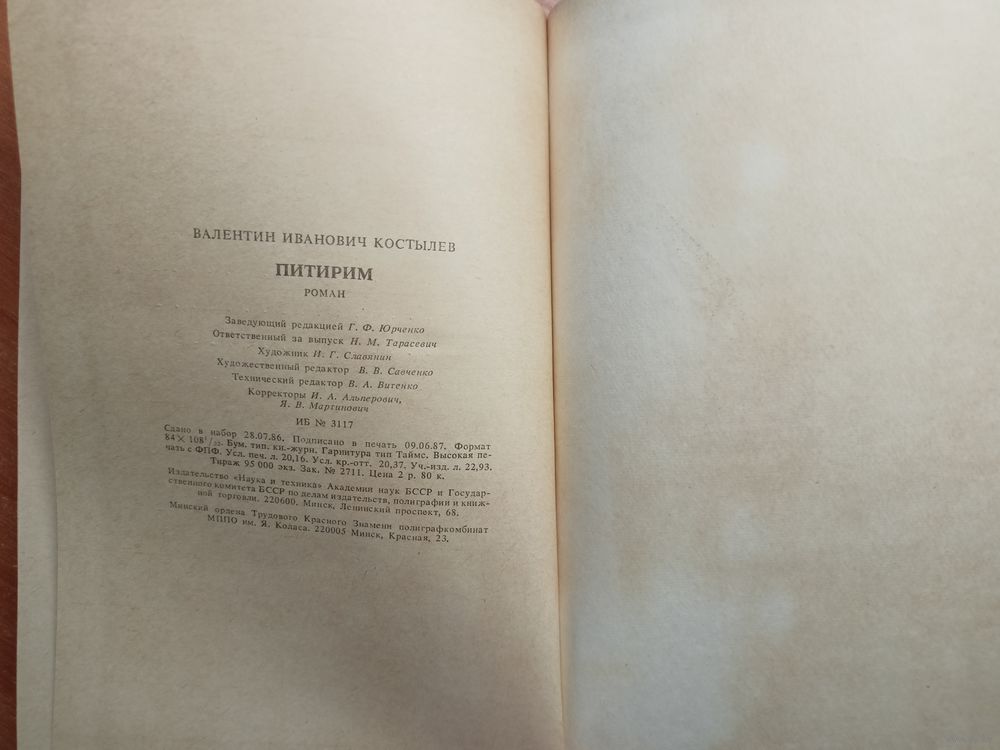 ВАЛЕНТИН ИВАНОВИЧ КОСТЫЛЕВ
ПИТИРИМ
РОМАН
Заведующий редакцией Г. Ф. Юрченко
Ответственный за выпуск Н. М. Тарасевич
Художник И. Г. Славянин
Художественный редактор В. В. Савченко
Технический редактор В. А. Витенко
Корректоры И. А. Альперович,
Я. В. Мартинович
ИБ № 3117
Сдано в набор 28.07.86. Подписано в печать 09.06.87. Формат
84×108¹/₃₂. Бум. тип. кн.-журн. Гарнитура тип Таймс. Высокая пе-
чать с ФПФ. Усл. печ. л. 20,16. Усл. кр.-отт. 20,37. Уч.-изд. л. 22,93.
Тираж 95 000 экз. Зак. № 2711. Цена 2 р. 80 к.
Издательство «Наука и техника» Академии наук БССР и Государ-
ственного комитета БССР по делам издательств, полиграфии и книж-
ной торговли. 220600. Минск, Ленинский проспект, 68.
Минский ордена Трудового Красного Знамени полиграфкомбинат
МППО им. Я. Коласа. 220005 Минск, Красная, 23.